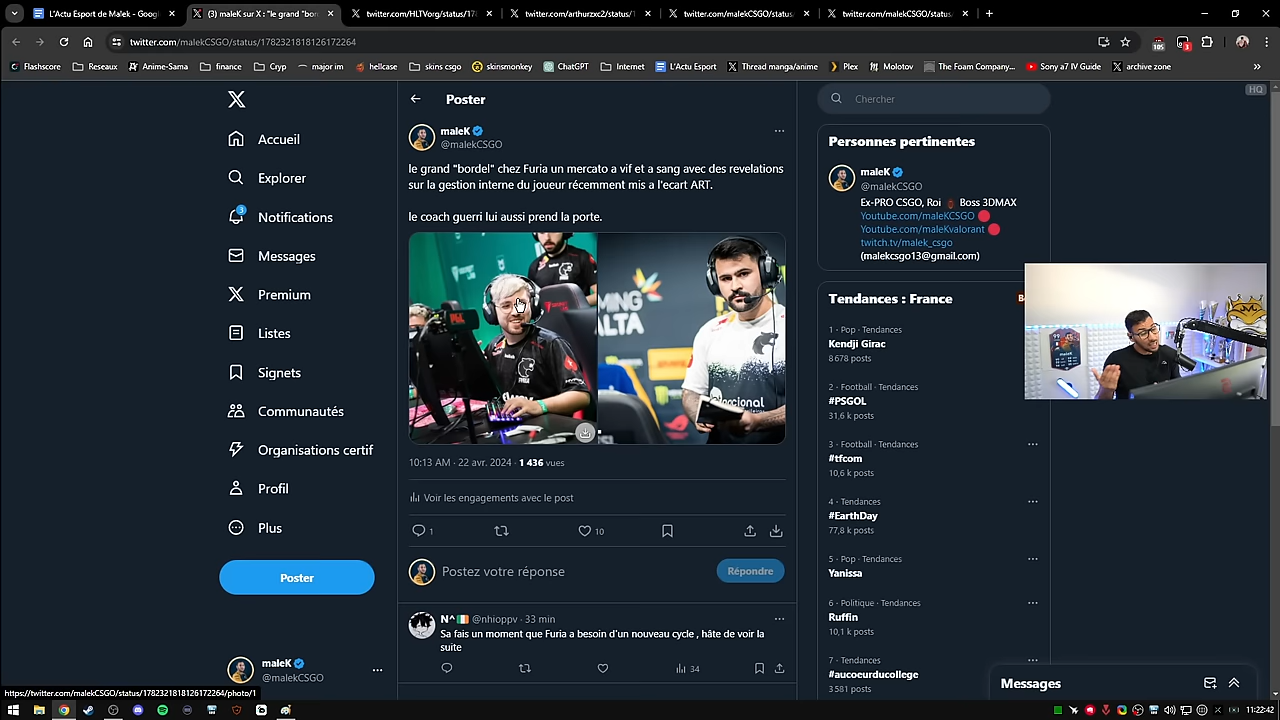 L'Actu Esport de Malek - Googl
(3) maleK sur X : "le grand "bor
twitter.com/HLTVorg/status/178
twitter.com/arthurzxc2/status/1
twitter.com/malekCSGO/status/
twitter.com/malekCSGO/status/
twitter.com/malekCSGO/status/1782321818126172264
Flashscore
Reseaux
Anime-Sama
finance
Cryp
major im
hellcase
skins csgo
skinsmonkey
ChatGPT
Internet
L'Actu Esport
Thread manga/anime
Plex
Molotov
The Foam Company...
Sony a7 IV Guide
archive zone
Accueil
Explorer
3
Notifications
Messages
Premium
Listes
Signets
Communautés
Organisations certif
Profil
Plus
Poster
maleK
@malekCSGO
Poster
maleK
@malekCSGO
le grand "bordel" chez Furia un mercato a vif et a sang avec des revelations
sur la gestion interne du joueur récemment mis a l'ecart ART.
le coach guerri lui aussi prend la porte.
10:13 AM · 22 avr. 2024 · 1 436 vues
Voir les engagements avec le post
1
10
Postez votre réponse
Répondre
N^ @nhioppv · 33 min
Sa fais un moment que Furia a besoin d'un nouveau cycle , hâte de voir la
suite
34
Chercher
HQ
Personnes pertinentes
maleK
@malekCSGO
Ex-PRO CSGO, Roi Boss 3DMAX
Youtube.com/maleKCSGO
Youtube.com/maleKvalorant
twitch.tv/malek_csgo
(malekcsgo13@gmail.com)
Tendances : France
1 · Pop · Tendances
Kendji Girac
8 678 posts
2 · Football · Tendances
#PSGOL
31,6 k posts
3 · Football · Tendances
#tfcom
10,6 k posts
4 · Tendances
#EarthDay
77,8 k posts
5 · Pop · Tendances
Yanissa
6 · Politique · Tendances
Ruffin
10,1 k posts
7 · Tendances
#aucoeurducollege
3 581 posts
Messages
https://twitter.com/malekCSGO/status/1782321818126172264/photo/1
11:22:42